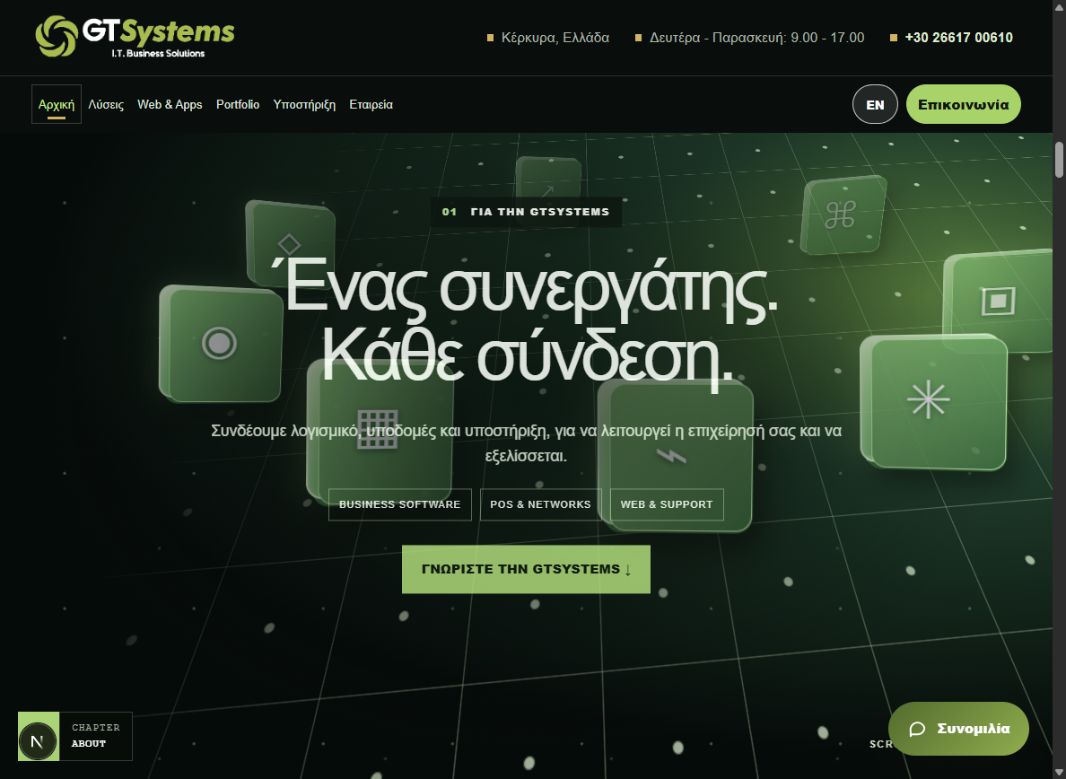 GTSystems
I.T. Business Solutions
Κέρκυρα, Ελλάδα
Δευτέρα - Παρασκευή: 9.00 - 17.00
+30 26617 00610
Αρχική
Λύσεις
Web & Apps
Portfolio
Υποστήριξη
Εταιρεία
EN
Επικοινωνία
01 ΓΙΑ ΤΗΝ GTSYSTEMS
Ένας συνεργάτης.
Κάθε σύνδεση.
Συνδέουμε λογισμικό, υποδομές και υποστήριξη, για να λειτουργεί η επιχείρησή σας και να
εξελίσσεται.
BUSINESS SOFTWARE
POS & NETWORKS
WEB & SUPPORT
ΓΝΩΡΙΣΤΕ ΤΗΝ GTSYSTEMS ↓
N
CHAPTER
ABOUT
SCR
Συνομιλία